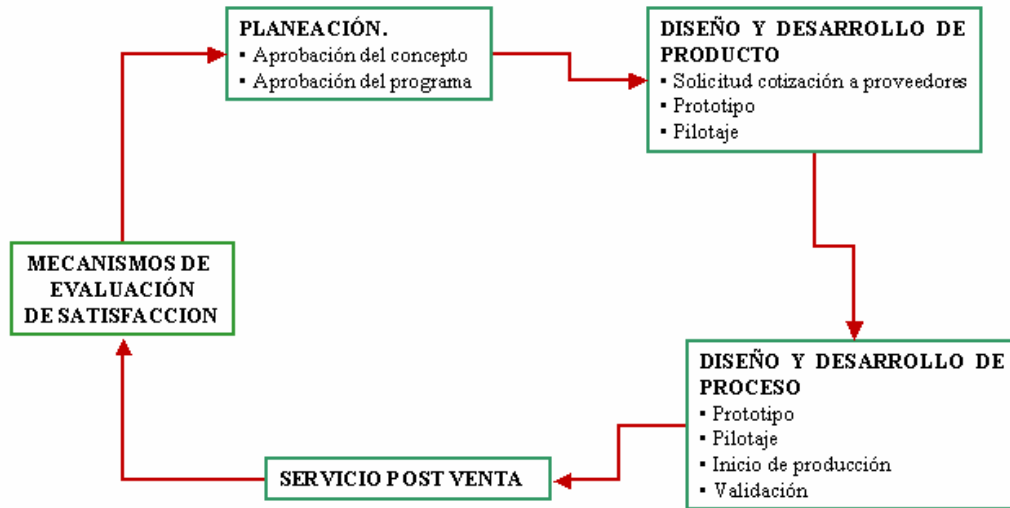 PLANEACIÓN.
▪ Aprobación del concepto
▪ Aprobación del programa
DISEÑO Y DESARROLLO DE
PRODUCTO
▪ Solicitud cotización a proveedores
▪ Prototipo
▪ Pilotaje
MECANISMOS DE
EVALUACIÓN
DE SATISFACCION
DISEÑO Y DESARROLLO DE
PROCESO
▪ Prototipo
▪ Pilotaje
▪ Inicio de producción
▪ Validación
SERVICIO POST VENTA